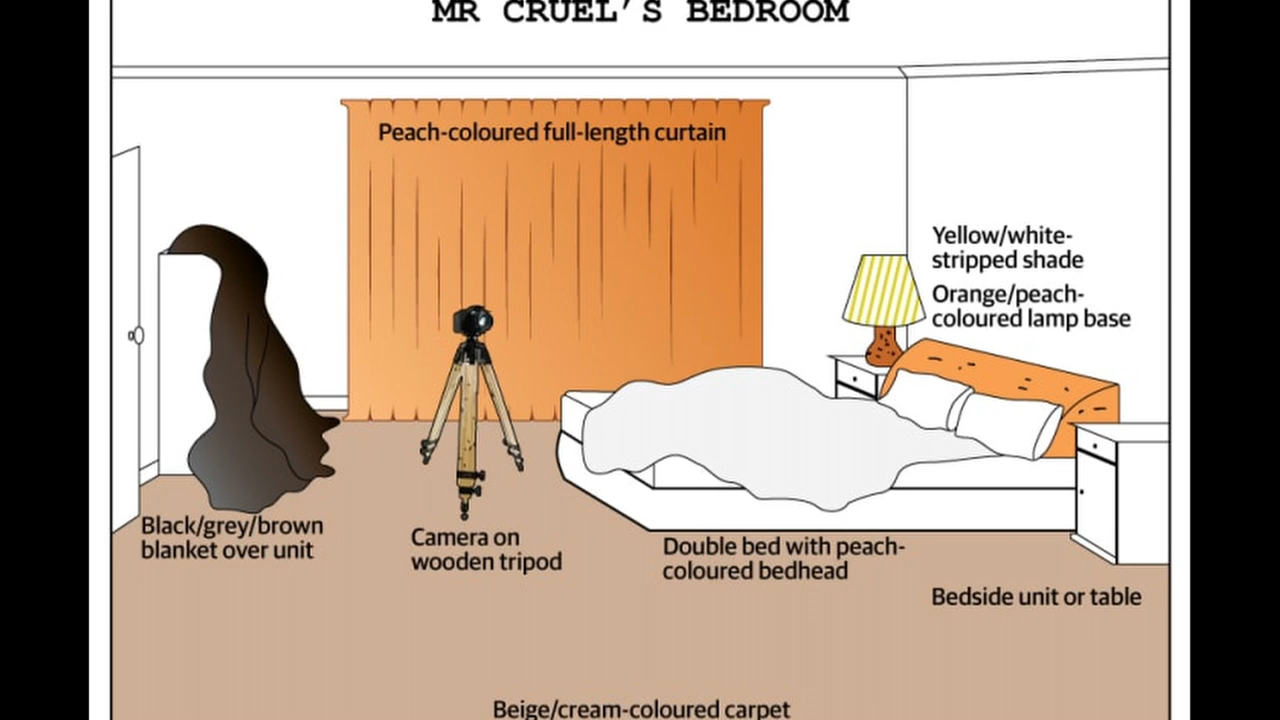 MR CRUEL'S BEDROOM
Peach-coloured full-length curtain
Yellow/white-
stripped shade
Orange/peach-
coloured lamp base
Black/grey/brown
blanket over unit
Camera on
wooden tripod
Double bed with peach-
coloured bedhead
Bedside unit or table
Beige/cream-coloured carpet